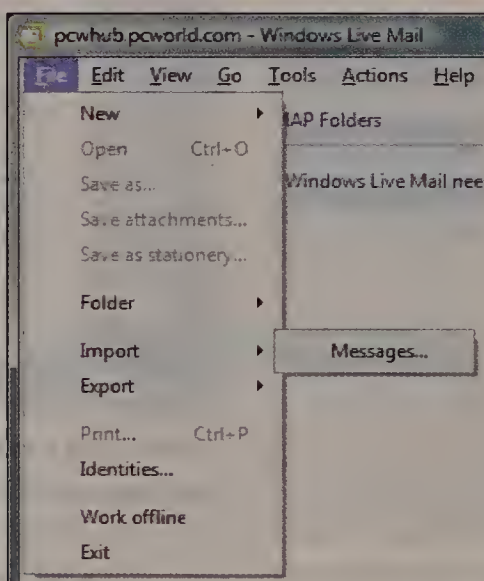 pcwhub.pcworld.com - Windows Live Mail
File Edit View Go Tools Actions Help
New
IAP Folders
Open Ctrl+O
Save as...
Windows Live Mail nee
Save attachments...
Save as stationery...
Folder
Import
Messages...
Export
Print... Ctrl+P
Identities...
Work offline
Exit